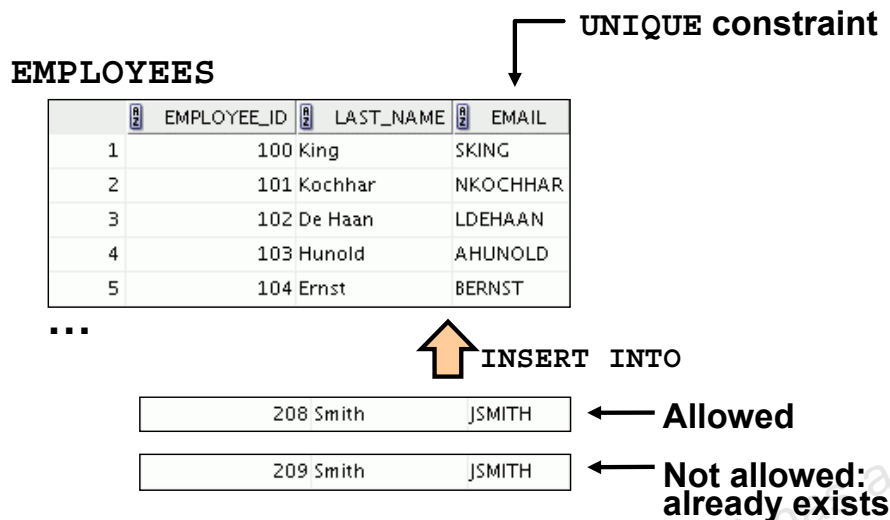 UNIQUE constraint
EMPLOYEES
EMPLOYEE_ID LAST_NAME EMAIL
1 100 King SKING
2 101 Kochhar NKOCHHAR
3 102 De Haan LDEHAAN
4 103 Hunold AHUNOLD
5 104 Ernst BERNST
...
INSERT INTO
208 Smith JSMITH Allowed
209 Smith JSMITH Not allowed:
already exists